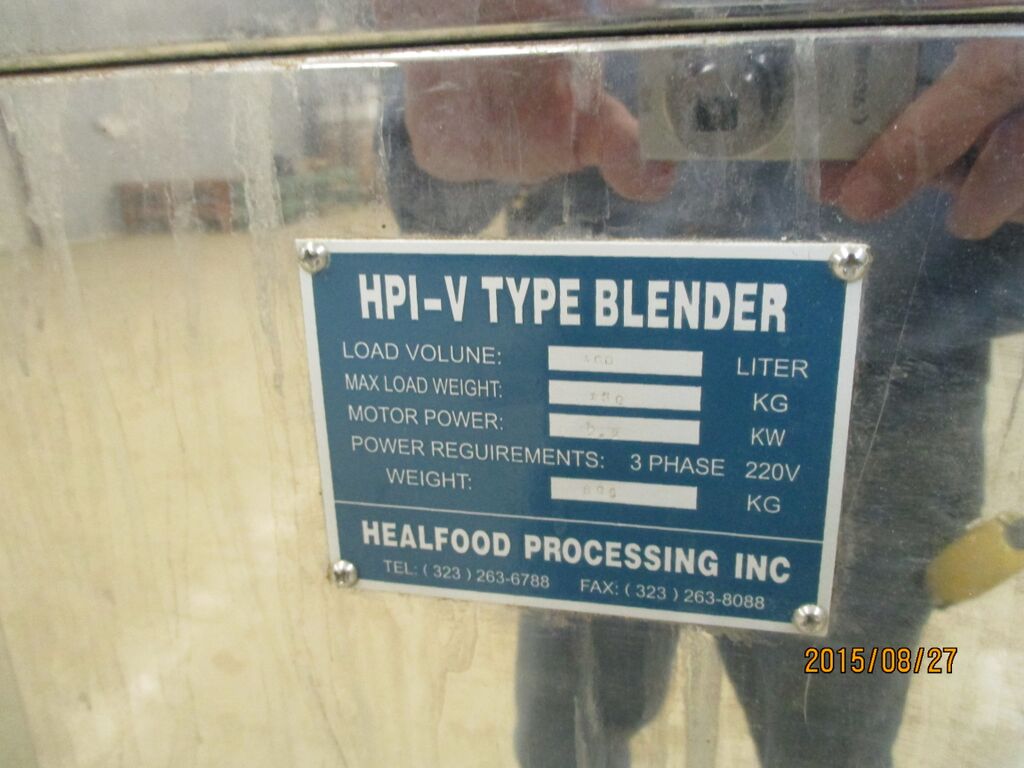 HPI-V TYPE BLENDER
LOAD VOLUNE: LITER
MAX LOAD WEIGHT: KG
MOTOR POWER: KW
POWER REGUIREMENTS: 3 PHASE 220V
WEIGHT: KG
HEALFOOD PROCESSING INC
TEL: ( 323 ) 263-6788 FAX: ( 323 ) 263-8088
2015/08/27